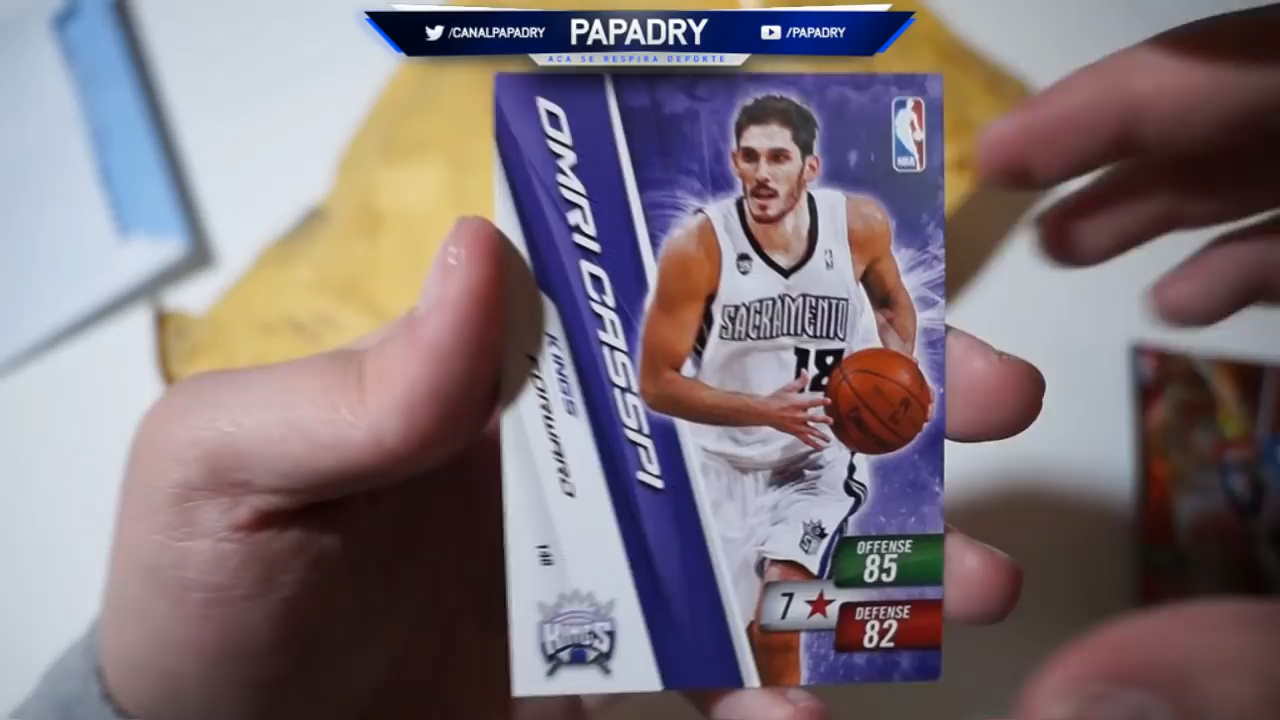 /CANALPAPADRY
PAPADRY
/PAPADRY
ACA SE RESPIRA DEPORTE
OMRI CASSPI
KINGS
FORWARD
NBA
SACRAMENTO
18
OFFENSE
85
7
DEFENSE
82
KINGS